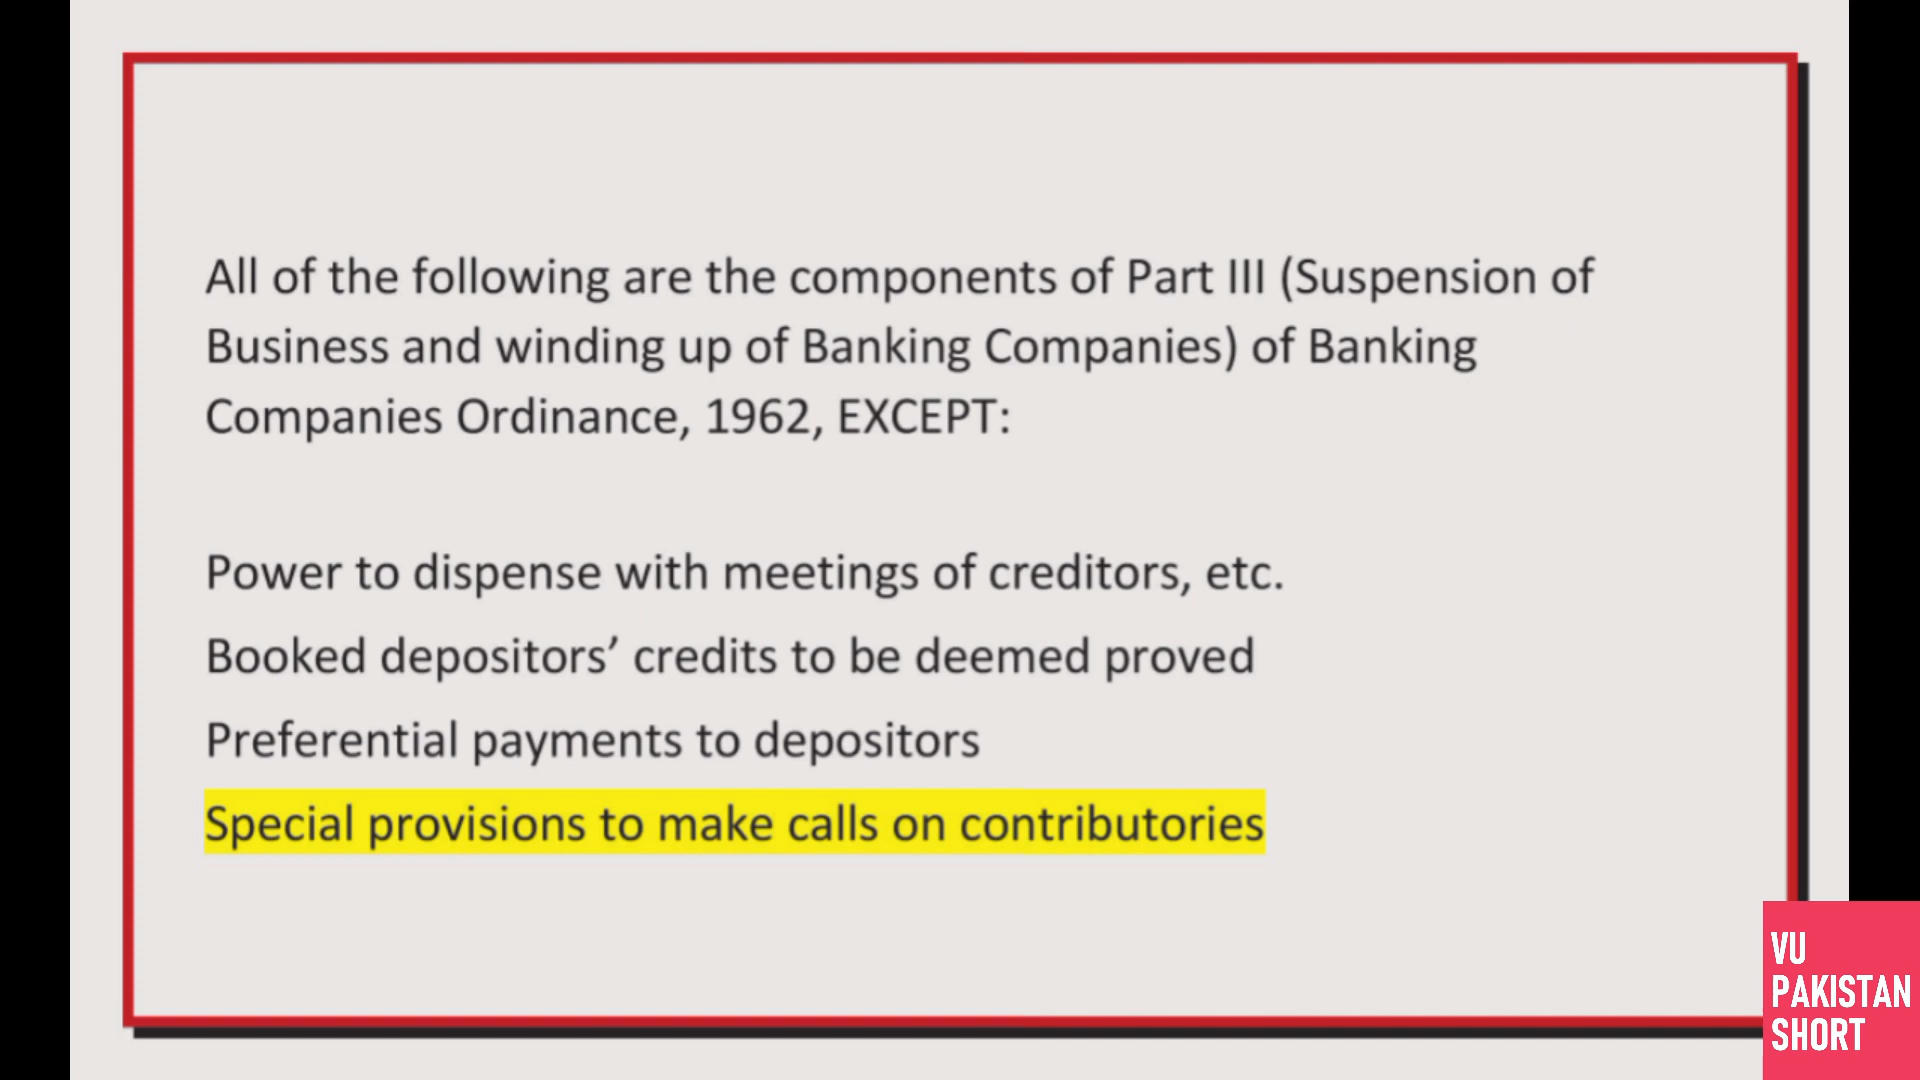 All of the following are the components of Part III (Suspension of
Business and winding up of Banking Companies) of Banking
Companies Ordinance, 1962, EXCEPT:
Power to dispense with meetings of creditors, etc.
Booked depositors’ credits to be deemed proved
Preferential payments to depositors
Special provisions to make calls on contributories
VU
PAKISTAN
SHORT